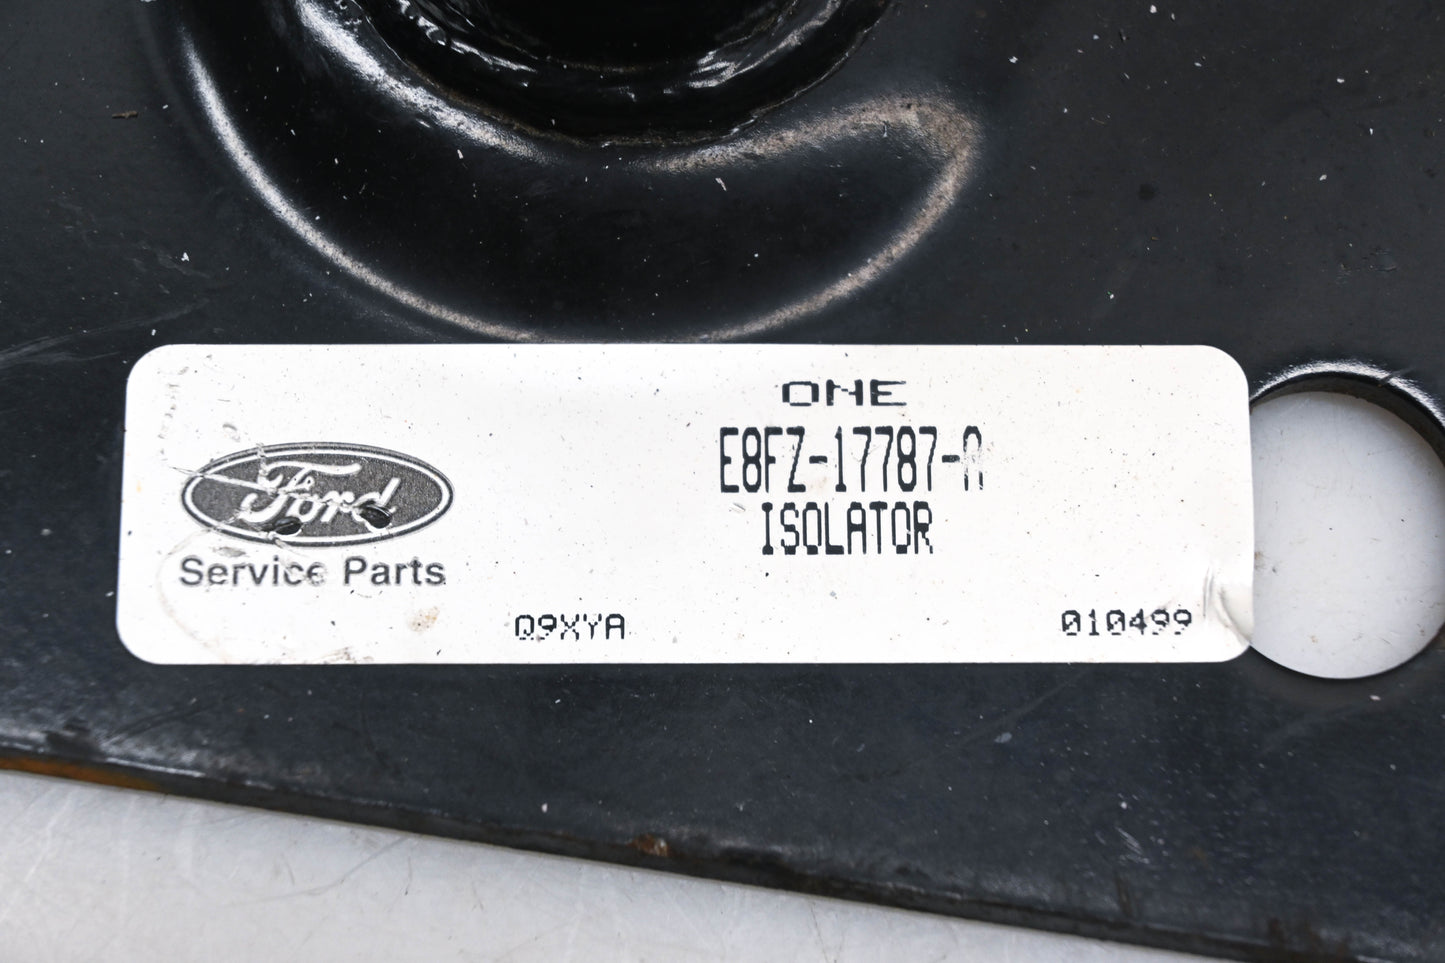 ONE
E8FZ-17787-A
ISOLATOR
Ford
Service Parts
Q9XYA
010499